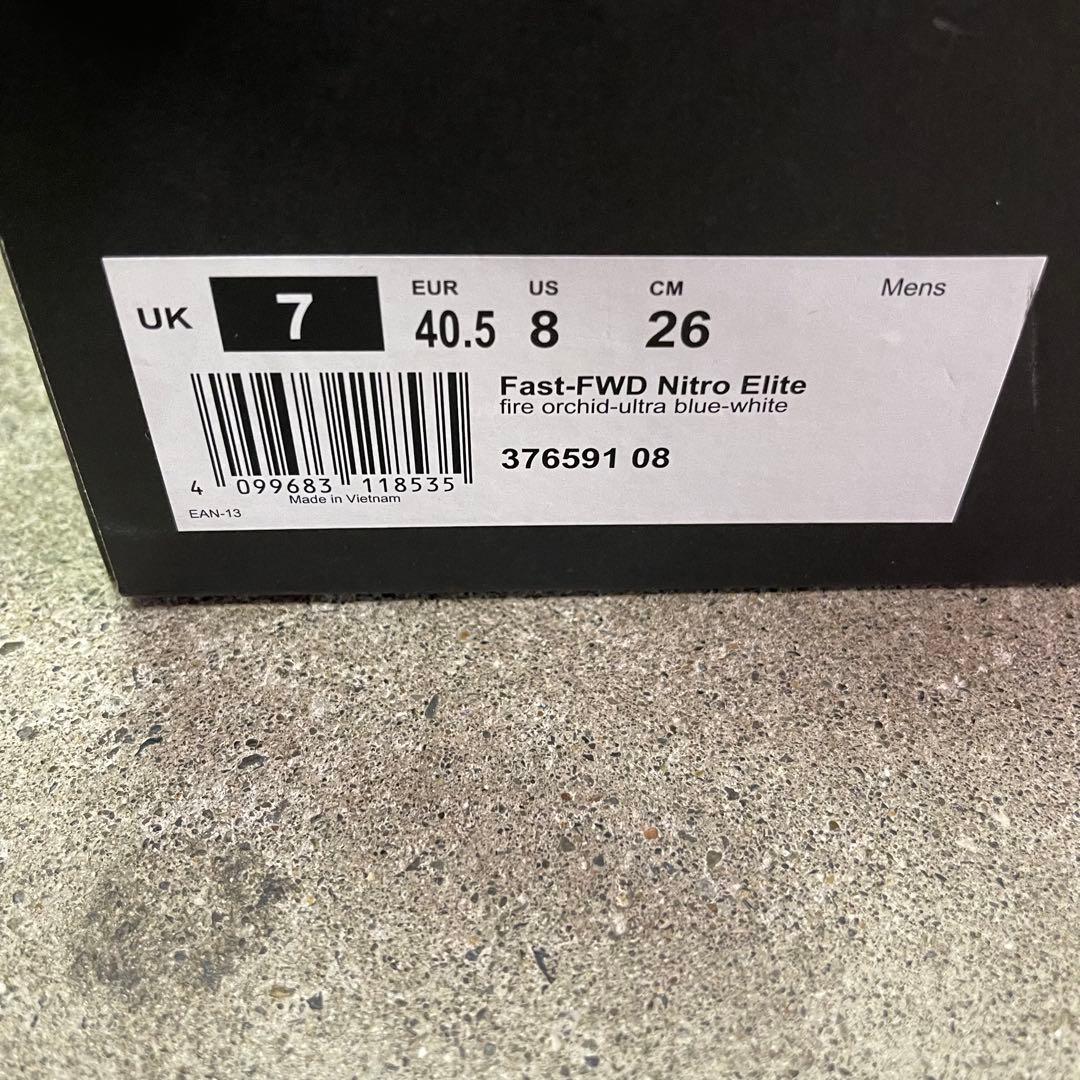 UK 7 EUR 40.5 US 8 CM 26 Mens
Fast-FWD Nitro Elite
fire orchid-ultra blue-white
376591 08
4 099683 118535
Made in Vietnam
EAN-13